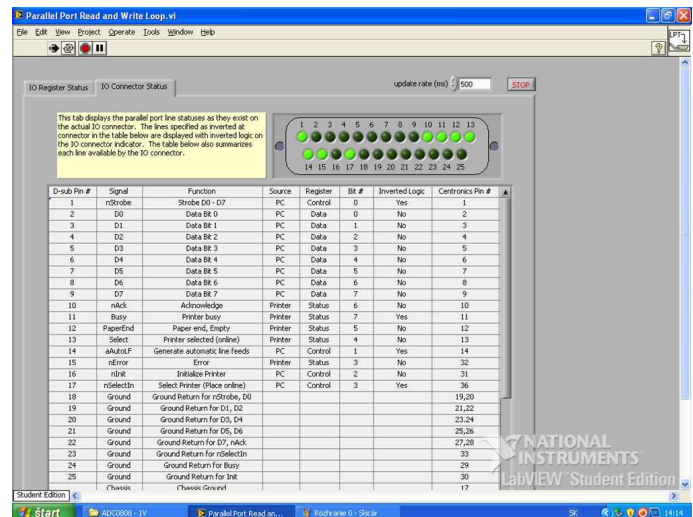 Parallel Port Read and Write Loop.vi
File Edit View Project Operate Tools Window Help
LPT
?
IO Register Status IO Connector Status update rate (ms) 500 STOP
This tab displays the parallel port line statuses as they exist on
the actual IO connector. The lines specified as inverted at
connector in the table below are displayed with inverted logic on
the IO connector indicator. The table below also summarizes
each line available by the IO connector.
1 2 3 4 5 6 7 8 9 10 11 12 13
14 15 16 17 18 19 20 21 22 23 24 25
D-sub Pin # Signal Function Source Register Bit # Inverted Logic Centronics Pin #
1 nStrobe Strobe D0 - D7 PC Control 0 Yes 1
2 D0 Data Bit 0 PC Data 0 No 2
3 D1 Data Bit 1 PC Data 1 No 3
4 D2 Data Bit 2 PC Data 2 No 4
5 D3 Data Bit 3 PC Data 3 No 5
6 D4 Data Bit 4 PC Data 4 No 6
7 D5 Data Bit 5 PC Data 5 No 7
8 D6 Data Bit 6 PC Data 6 No 8
9 D7 Data Bit 7 PC Data 7 No 9
10 nAck Acknowledge Printer Status 6 No 10
11 Busy Printer busy Printer Status 7 Yes 11
12 PaperEnd Paper end, Empty Printer Status 5 No 12
13 Select Printer selected (online) Printer Status 4 No 13
14 aAutoLF Generate automatic line feeds PC Control 1 Yes 14
15 nError Error Printer Status 3 No 32
16 nInit Initialize Printer PC Control 2 No 31
17 nSelectIn Select Printer (Place online) PC Control 3 Yes 36
18 Ground Ground Return for nStrobe, D0 19,20
19 Ground Ground Return for D1, D2 21,22
20 Ground Ground Return for D3, D4 23.24
21 Ground Ground Return for D5, D6 25,26
22 Ground Ground Return for D7, nAck 27,28
23 Ground Ground Return for nSelectIn 33
24 Ground Ground Return for Busy 29
25 Ground Ground Return for Init 30
Chassis Chassis Ground 17
NATIONAL
INSTRUMENTS
LabVIEW™ Student Edition
Student Edition
štart ADC0808 - 1V Parallel Port Read an... Rozhranie 0 - Skicár SK 14:14